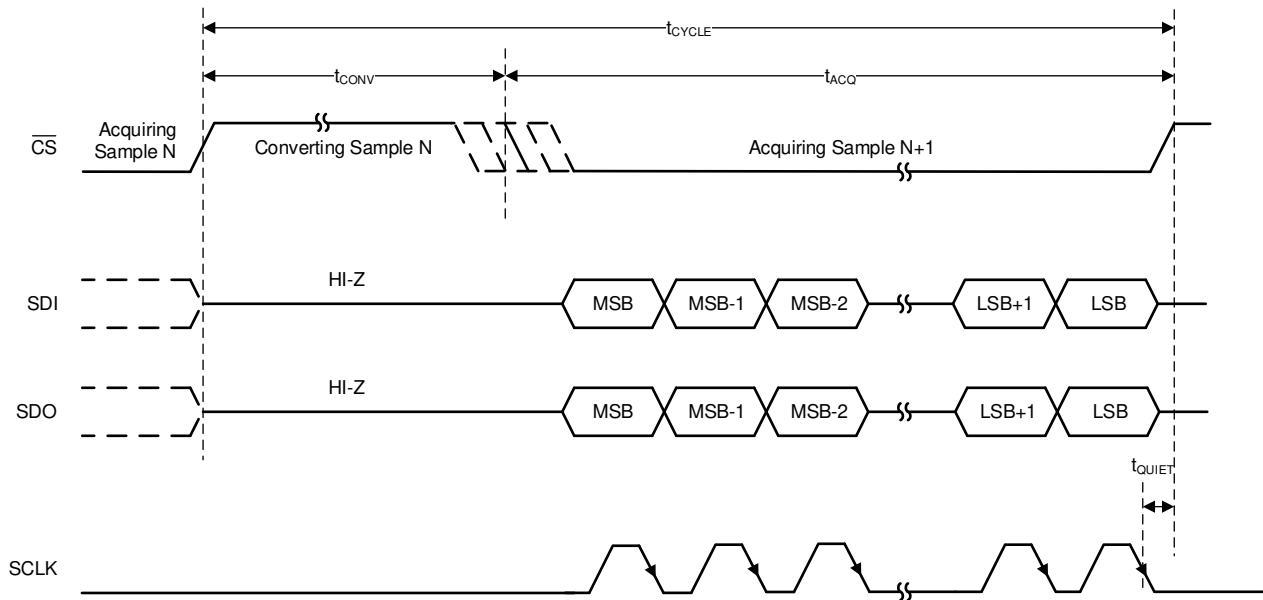 tCYCLE
tCONV
tACQ
CS
Acquiring
Sample N
Converting Sample N
Acquiring Sample N+1
SDI
HI-Z
MSB
MSB-1
MSB-2
LSB+1
LSB
SDO
HI-Z
MSB
MSB-1
MSB-2
LSB+1
LSB
tQUIET
SCLK